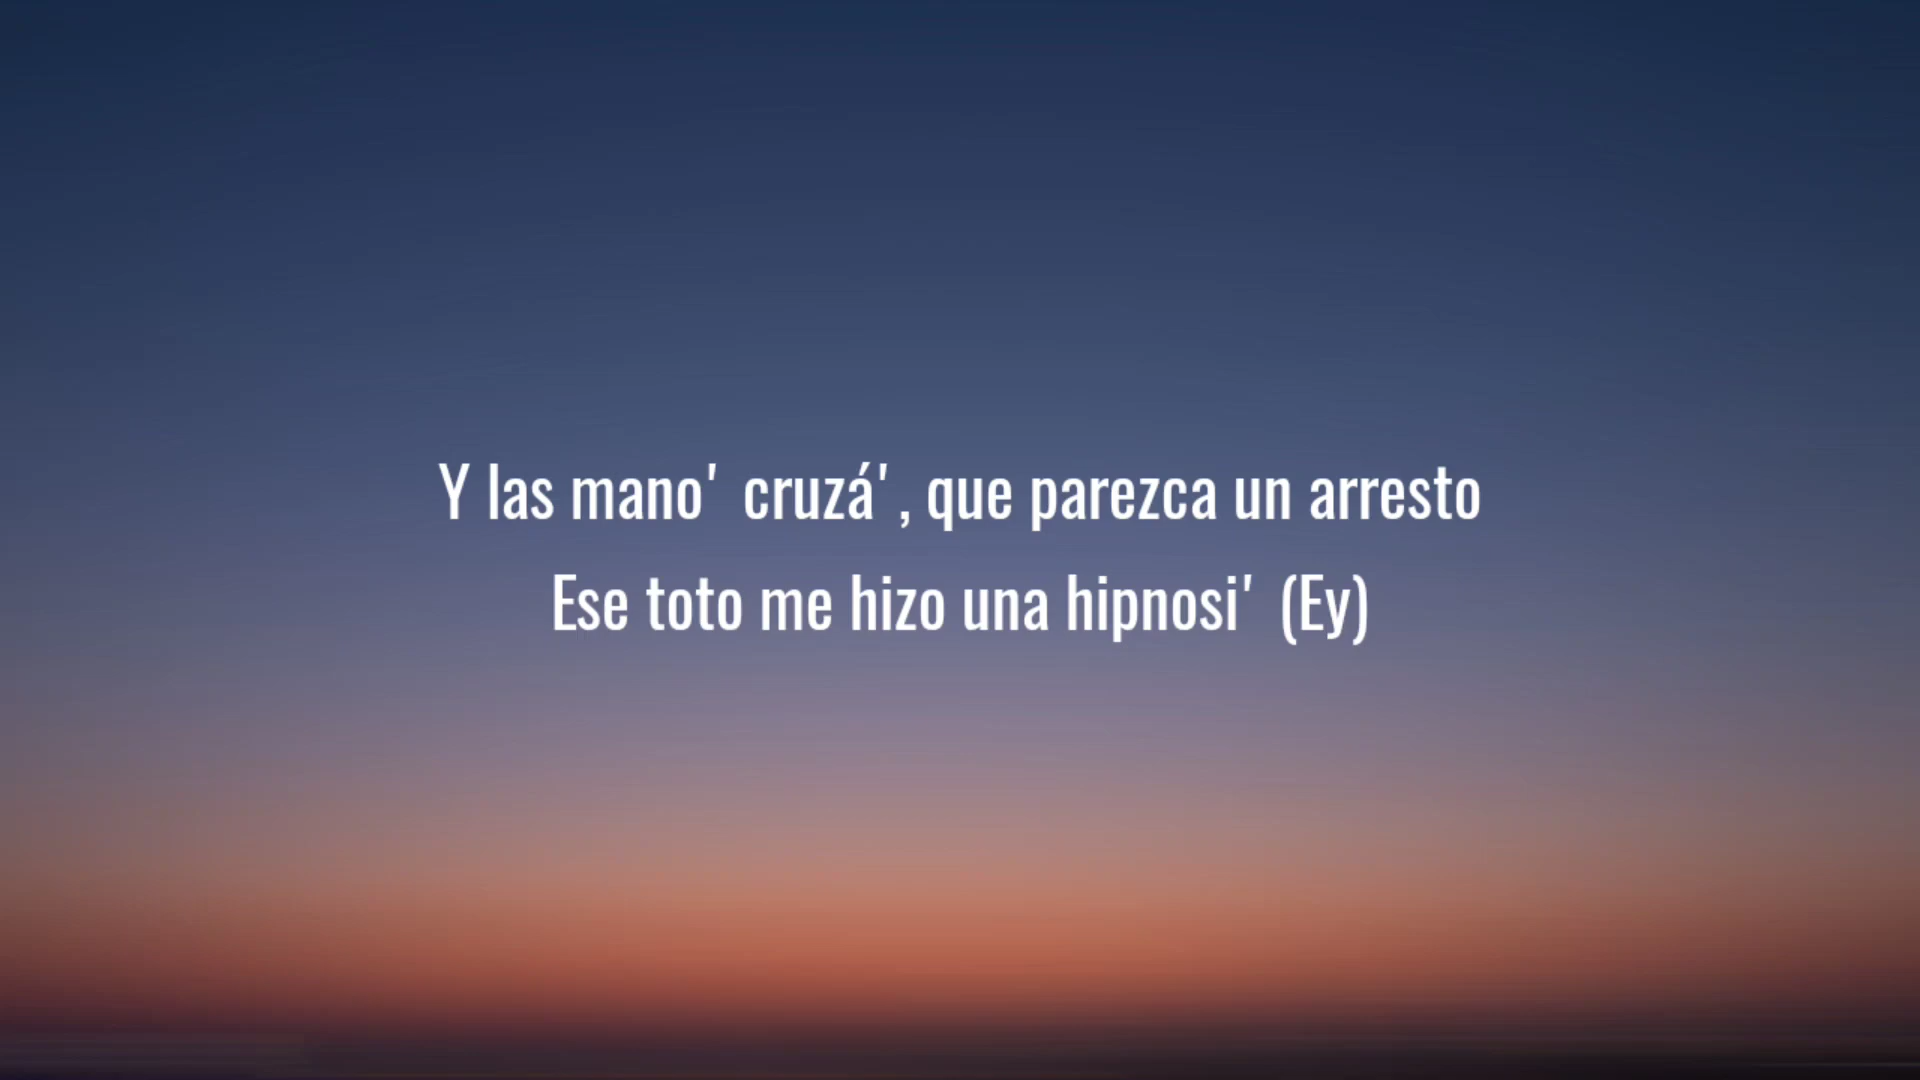 Y las mano' cruzá', que parezca un arresto
Ese toto me hizo una hipnosi' (Ey)